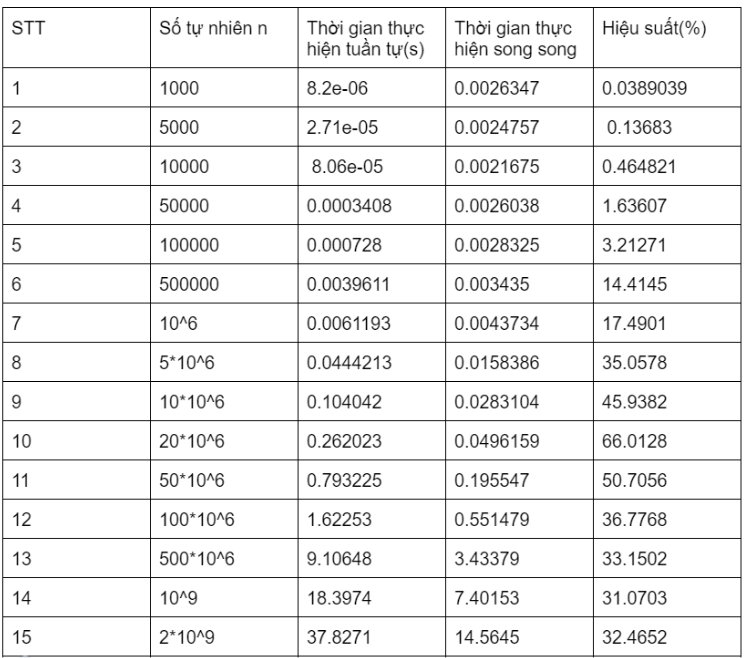 STT Số tự nhiên n Thời gian thực hiện tuần tự(s) Thời gian thực hiện song song Hiệu suất(%)
1 1000 8.2e-06 0.0026347 0.0389039
2 5000 2.71e-05 0.0024757 0.13683
3 10000 8.06e-05 0.0021675 0.464821
4 50000 0.0003408 0.0026038 1.63607
5 100000 0.000728 0.0028325 3.21271
6 500000 0.0039611 0.003435 14.4145
7 10^6 0.0061193 0.0043734 17.4901
8 5*10^6 0.0444213 0.0158386 35.0578
9 10*10^6 0.104042 0.0283104 45.9382
10 20*10^6 0.262023 0.0496159 66.0128
11 50*10^6 0.793225 0.195547 50.7056
12 100*10^6 1.62253 0.551479 36.7768
13 500*10^6 9.10648 3.43379 33.1502
14 10^9 18.3974 7.40153 31.0703
15 2*10^9 37.8271 14.5645 32.4652